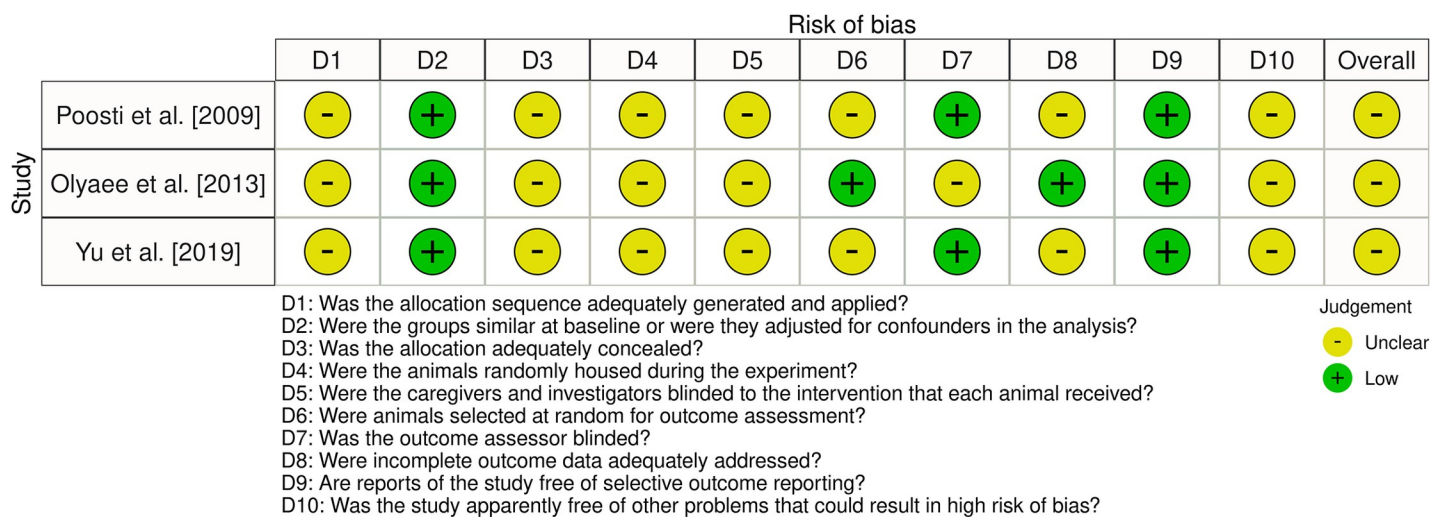 Risk of bias
D1 D2 D3 D4 D5 D6 D7 D8 D9 D10 Overall
Study
Poosti et al. [2009] - + - - - - + - + - -
Olyaee et al. [2013] - + - - - + - + + - -
Yu et al. [2019] - + - - - - + - + - -
D1: Was the allocation sequence adequately generated and applied?
D2: Were the groups similar at baseline or were they adjusted for confounders in the analysis?
D3: Was the allocation adequately concealed?
D4: Were the animals randomly housed during the experiment?
D5: Were the caregivers and investigators blinded to the intervention that each animal received?
D6: Were animals selected at random for outcome assessment?
D7: Was the outcome assessor blinded?
D8: Were incomplete outcome data adequately addressed?
D9: Are reports of the study free of selective outcome reporting?
D10: Was the study apparently free of other problems that could result in high risk of bias?
Judgement
- Unclear
+ Low